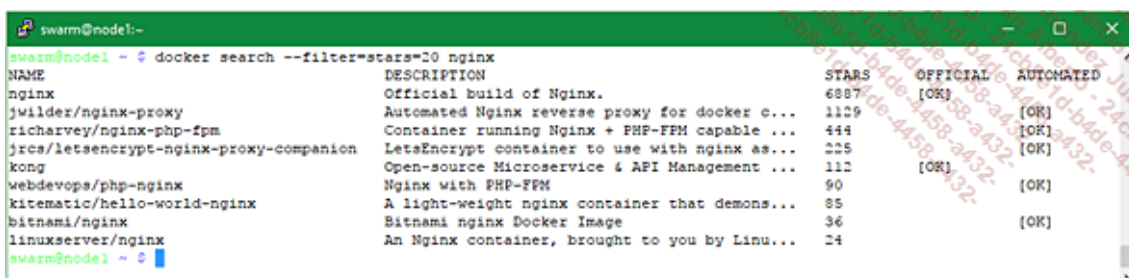 swarm@node1:~
swarm@node1 ~ $ docker search --filter=stars=20 nginx
NAME DESCRIPTION STARS OFFICIAL AUTOMATED
nginx Official build of Nginx. 6887 [OK]
jwilder/nginx-proxy Automated Nginx reverse proxy for docker c... 1129 [OK]
richarvey/nginx-php-fpm Container running Nginx + PHP-FPM capable ... 444 [OK]
jrcs/letsencrypt-nginx-proxy-companion LetsEncrypt container to use with nginx as... 225 [OK]
kong Open-source Microservice & API Management ... 112 [OK]
webdevops/php-nginx Nginx with PHP-FPM 90 [OK]
kitematic/hello-world-nginx A light-weight nginx container that demons... 85
bitnami/nginx Bitnami nginx Docker Image 36 [OK]
linuxserver/nginx An Nginx container, brought to you by Linu... 24
swarm@node1 ~ $